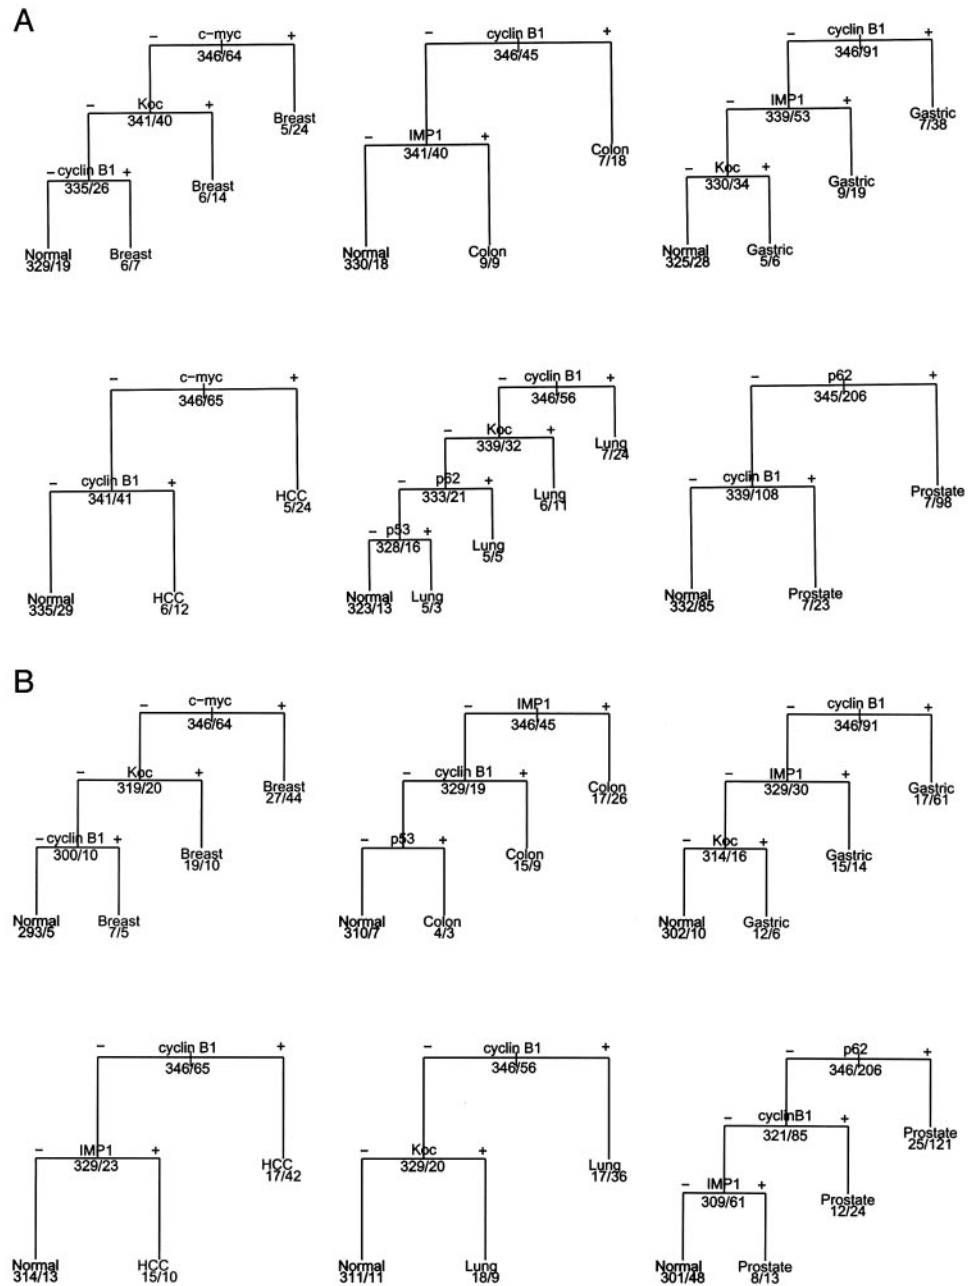 A
c-myc
− +
346/64
Koc
− +
341/40
Breast
5/24
cyclin B1
− +
335/26
Breast
6/14
Normal
329/19
Breast
6/7
cyclin B1
− +
346/45
IMP1
− +
341/40
Colon
7/18
Normal
330/18
Colon
9/9
cyclin B1
− +
346/91
IMP1
− +
339/53
Gastric
7/38
Koc
− +
330/34
Gastric
9/19
Normal
325/28
Gastric
5/6
c-myc
− +
346/65
cyclin B1
− +
341/41
HCC
5/24
Normal
335/29
HCC
6/12
cyclin B1
− +
346/56
Koc
− +
339/32
Lung
7/24
p62
− +
333/21
Lung
6/11
p53
− +
328/16
Lung
5/5
Normal
323/13
Lung
5/3
p62
− +
345/206
cyclin B1
− +
339/108
Prostate
7/98
Normal
332/85
Prostate
7/23
B
c-myc
− +
346/64
Koc
− +
319/20
Breast
27/44
cyclin B1
− +
300/10
Breast
19/10
Normal
293/5
Breast
7/5
IMP1
− +
346/45
cyclin B1
− +
329/19
Colon
17/26
p53
− +
Colon
15/9
Normal
310/7
Colon
4/3
cyclin B1
− +
346/91
IMP1
− +
329/30
Gastric
17/61
Koc
− +
314/16
Gastric
15/14
Normal
302/10
Gastric
12/6
cyclin B1
− +
346/65
IMP1
− +
329/23
HCC
17/42
Normal
314/13
HCC
15/10
cyclin B1
− +
346/56
Koc
− +
329/20
Lung
17/36
Normal
311/11
Lung
18/9
p62
− +
346/206
cyclinB1
− +
321/85
Prostate
25/121
IMP1
− +
309/61
Prostate
12/24
Normal
301/48
Prostate
8/13